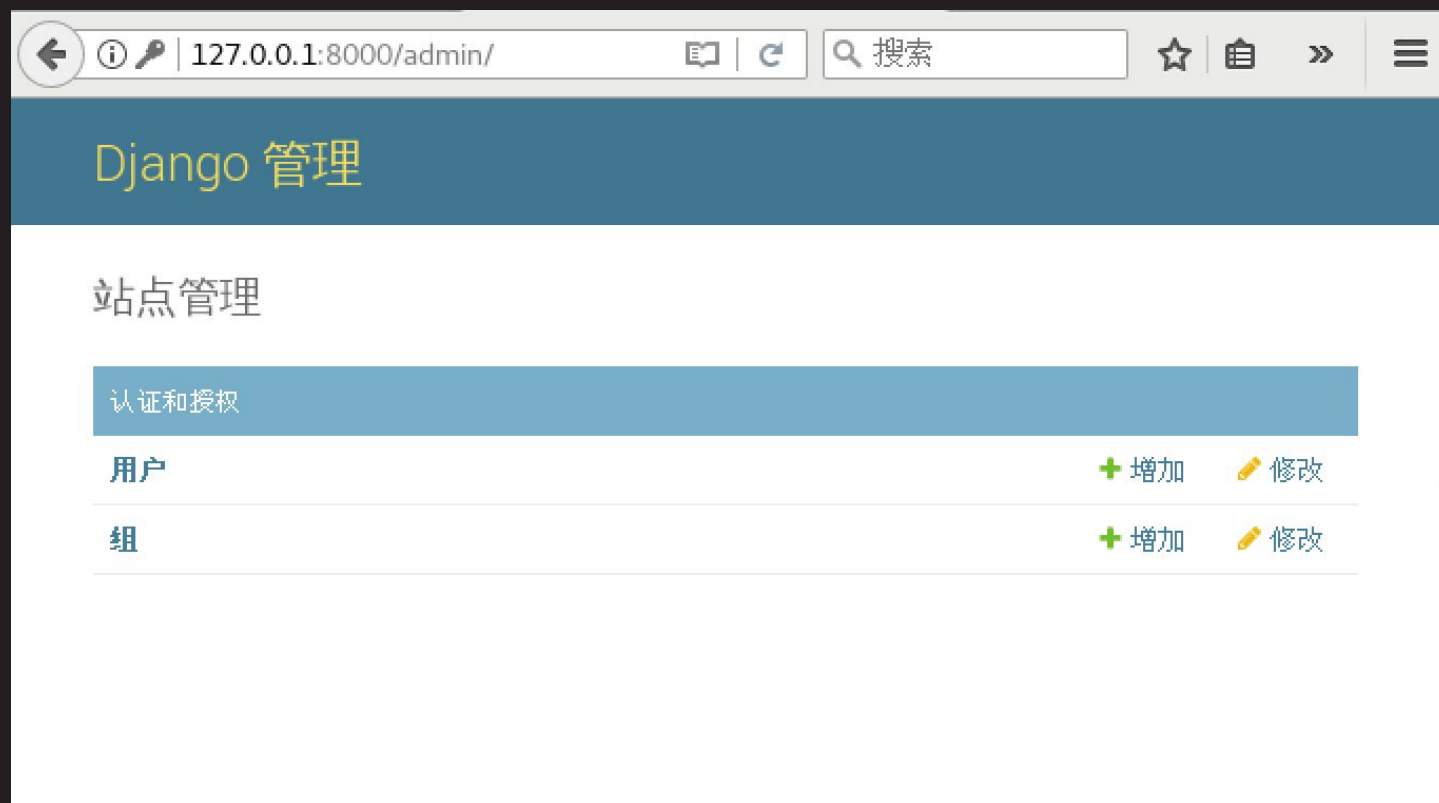 127.0.0.1:8000/admin/ 搜索
Django 管理
站点管理
认证和授权
用户 增加 修改
组 增加 修改